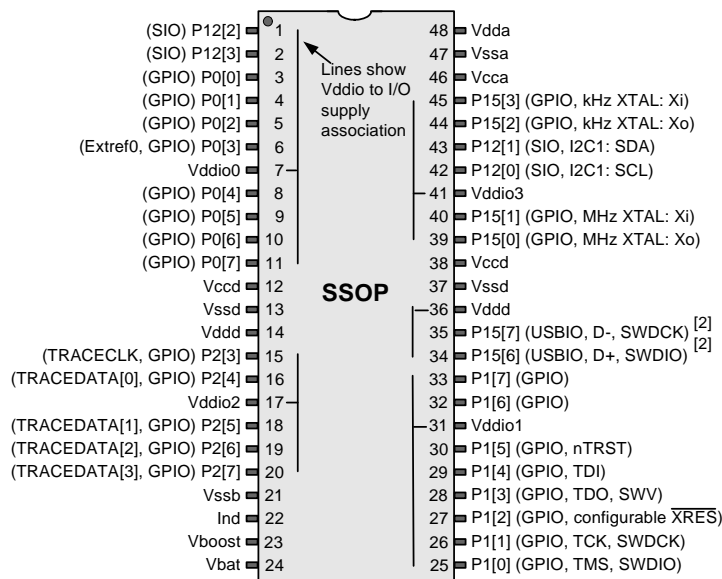 (SIO) P12[2] 1
(SIO) P12[3] 2
(GPIO) P0[0] 3
(GPIO) P0[1] 4
(GPIO) P0[2] 5
(Extref0, GPIO) P0[3] 6
Vddio0 7
(GPIO) P0[4] 8
(GPIO) P0[5] 9
(GPIO) P0[6] 10
(GPIO) P0[7] 11
Vccd 12
Vssd 13
Vddd 14
(TRACECLK, GPIO) P2[3] 15
(TRACEDATA[0], GPIO) P2[4] 16
Vddio2 17
(TRACEDATA[1], GPIO) P2[5] 18
(TRACEDATA[2], GPIO) P2[6] 19
(TRACEDATA[3], GPIO) P2[7] 20
Vssb 21
Ind 22
Vboost 23
Vbat 24
Lines show
Vddio to I/O
supply
association
SSOP
48 Vdda
47 Vssa
46 Vcca
45 P15[3] (GPIO, kHz XTAL: Xi)
44 P15[2] (GPIO, kHz XTAL: Xo)
43 P12[1] (SIO, I2C1: SDA)
42 P12[0] (SIO, I2C1: SCL)
41 Vddio3
40 P15[1] (GPIO, MHz XTAL: Xi)
39 P15[0] (GPIO, MHz XTAL: Xo)
38 Vccd
37 Vssd
36 Vddd
35 P15[7] (USBIO, D-, SWDCK) [2]
34 P15[6] (USBIO, D+, SWDIO) [2]
33 P1[7] (GPIO)
32 P1[6] (GPIO)
31 Vddio1
30 P1[5] (GPIO, nTRST)
29 P1[4] (GPIO, TDI)
28 P1[3] (GPIO, TDO, SWV)
27 P1[2] (GPIO, configurable XRES)
26 P1[1] (GPIO, TCK, SWDCK)
25 P1[0] (GPIO, TMS, SWDIO)